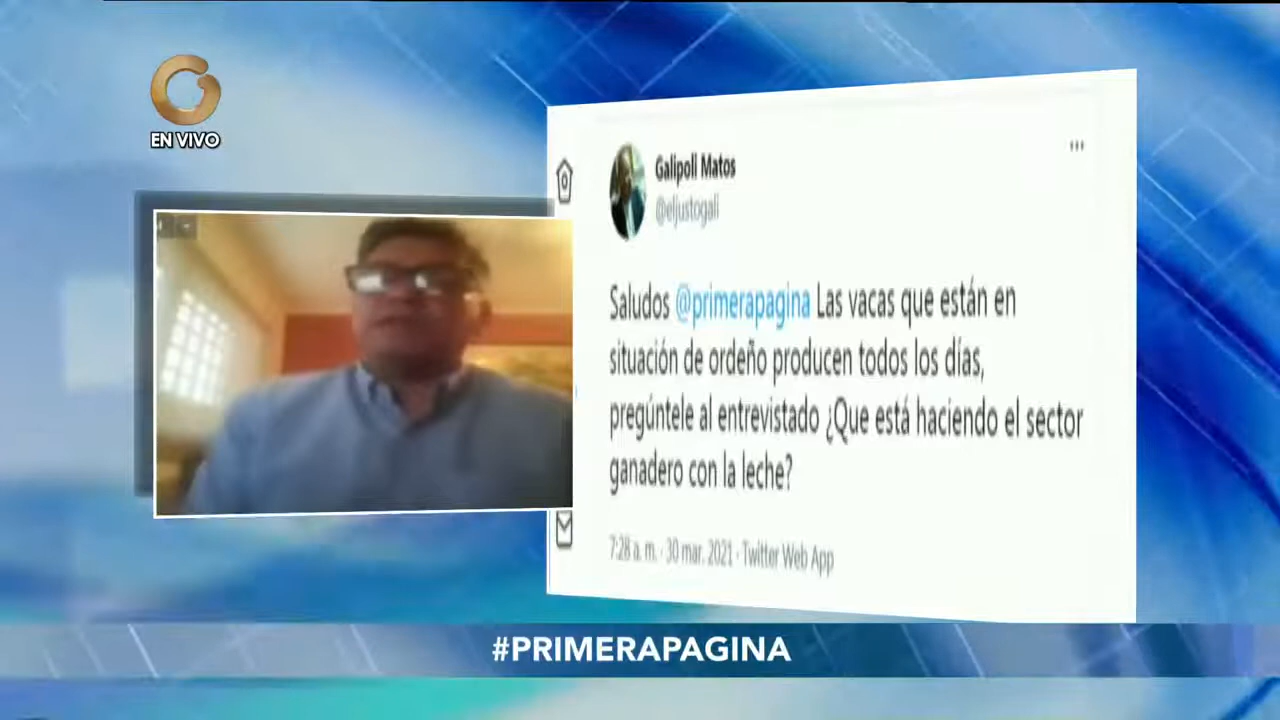 EN VIVO
Galipoli Matos
@eljustogali
Saludos @primerapagina Las vacas que están en
situación de ordeño producen todos los días,
pregúntele al entrevistado ¿Que está haciendo el sector
ganadero con la leche?
7:28 a. m. · 30 mar. 2021 · Twitter Web App
#PRIMERAPAGINA